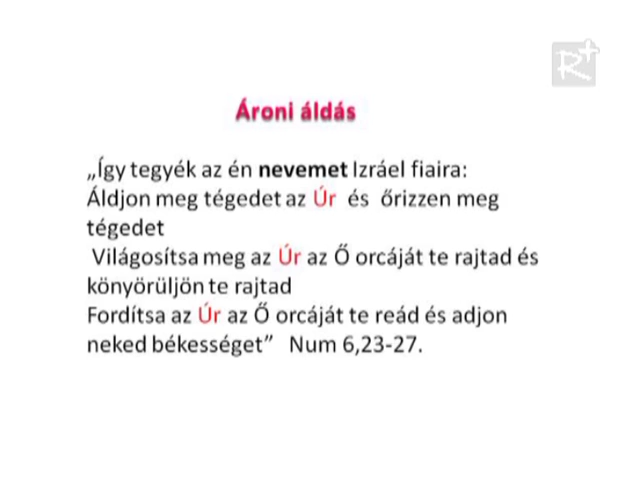 R+
Ároni áldás
„Így tegyék az én nevemet Izráel fiaira:
Áldjon meg tégedet az Úr és őrizzen meg
tégedet
Világosítsa meg az Úr az Ő orcáját te rajtad és
könyörüljön te rajtad
Fordítsa az Úr az Ő orcáját te reád és adjon
neked békességet” Num 6,23-27.